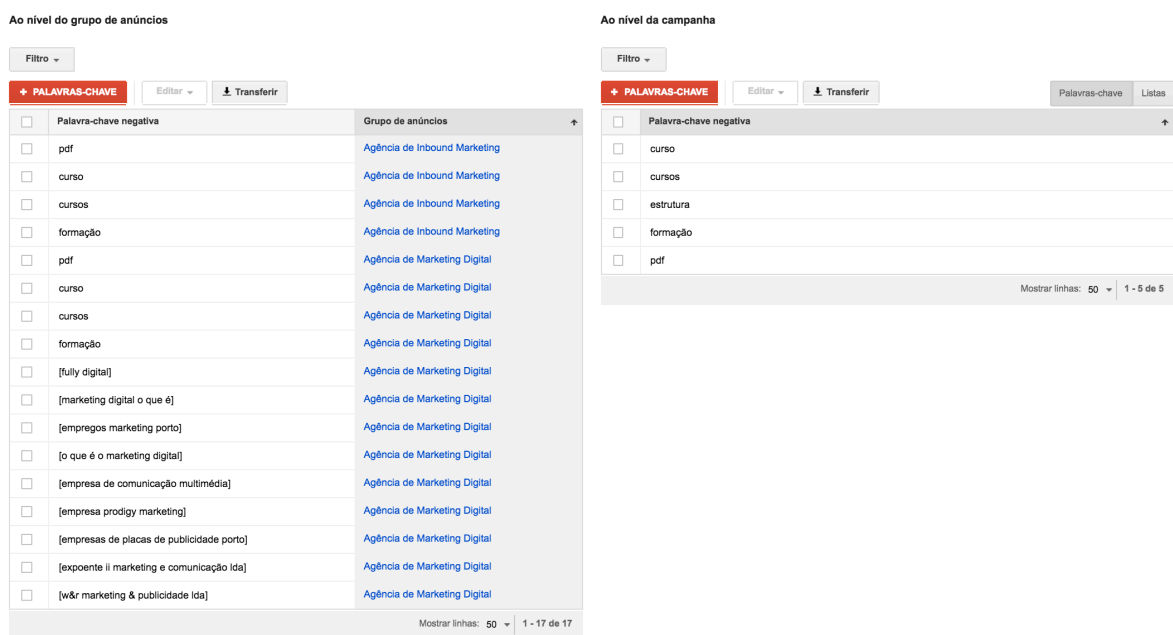 Ao nível do grupo de anúncios
Filtro
+ PALAVRAS-CHAVE Editar Transferir
Palavra-chave negativa Grupo de anúncios
pdf Agência de Inbound Marketing
curso Agência de Inbound Marketing
cursos Agência de Inbound Marketing
formação Agência de Inbound Marketing
pdf Agência de Marketing Digital
curso Agência de Marketing Digital
cursos Agência de Marketing Digital
formação Agência de Marketing Digital
[fully digital] Agência de Marketing Digital
[marketing digital o que é] Agência de Marketing Digital
[empregos marketing porto] Agência de Marketing Digital
[o que é o marketing digital] Agência de Marketing Digital
[empresa de comunicação multimédia] Agência de Marketing Digital
[empresa prodigy marketing] Agência de Marketing Digital
[empresas de placas de publicidade porto] Agência de Marketing Digital
[expoente ii marketing e comunicação lda] Agência de Marketing Digital
[w&r marketing & publicidade lda] Agência de Marketing Digital
Mostrar linhas: 50 1 - 17 de 17
Ao nível da campanha
Filtro
+ PALAVRAS-CHAVE Editar Transferir Palavras-chave Listas
Palavra-chave negativa
curso
cursos
estrutura
formação
pdf
Mostrar linhas: 50 1 - 5 de 5